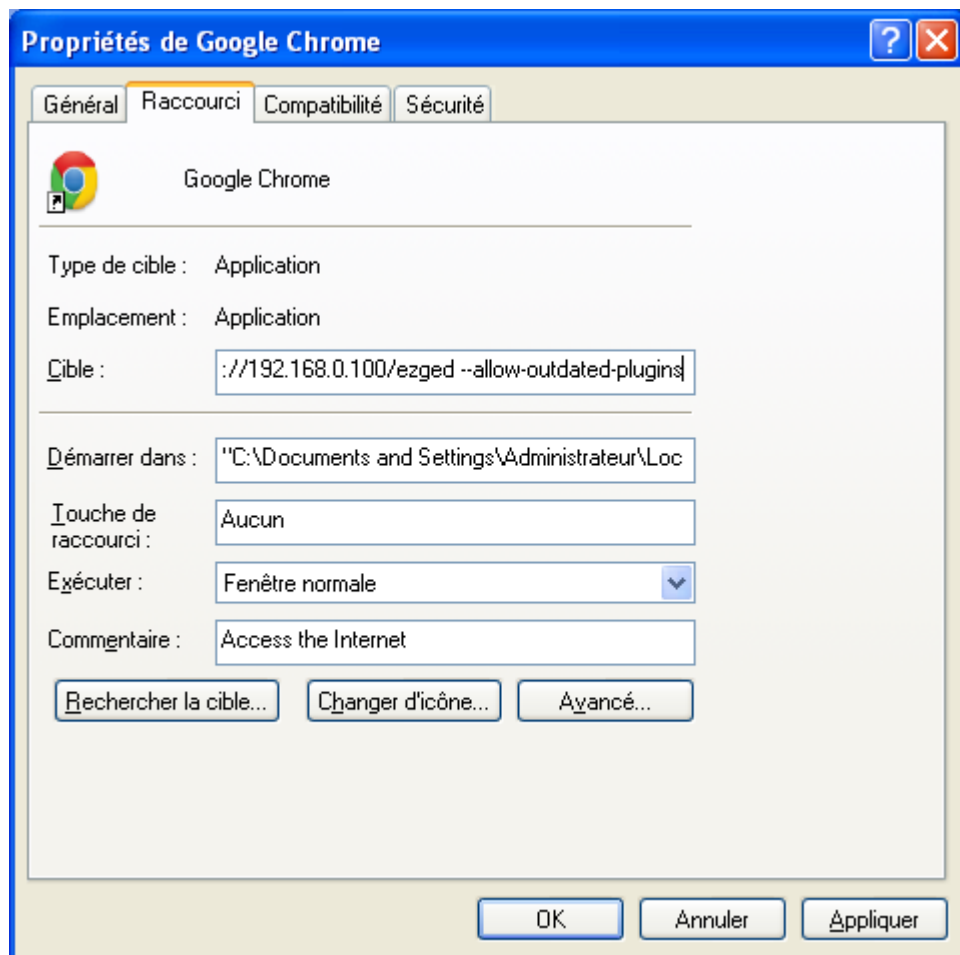 Propriétés de Google Chrome
Général Raccourci Compatibilité Sécurité
Google Chrome
Type de cible : Application
Emplacement : Application
Cible : ://192.168.0.100/ezged --allow-outdated-plugins
Démarrer dans : "C:\Documents and Settings\Administrateur\Loc
Touche de
raccourci : Aucun
Exécuter : Fenêtre normale
Commentaire : Access the Internet
Rechercher la cible... Changer d'icône... Avancé...
OK Annuler Appliquer